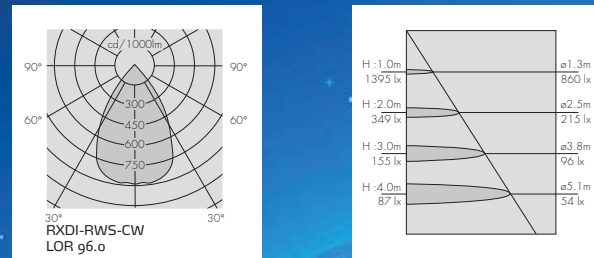 cd/1000lm
90° 90°
300
450
60° 60°
600
750
30° 30°
RXDI-RWS-CW
LOR 96.0
H :1.0m ø1.3m
1395 lx 860 lx
H :2.0m ø2.5m
349 lx 215 lx
H :3.0m ø3.8m
155 lx 96 lx
H :4.0m ø5.1m
87 lx 54 lx